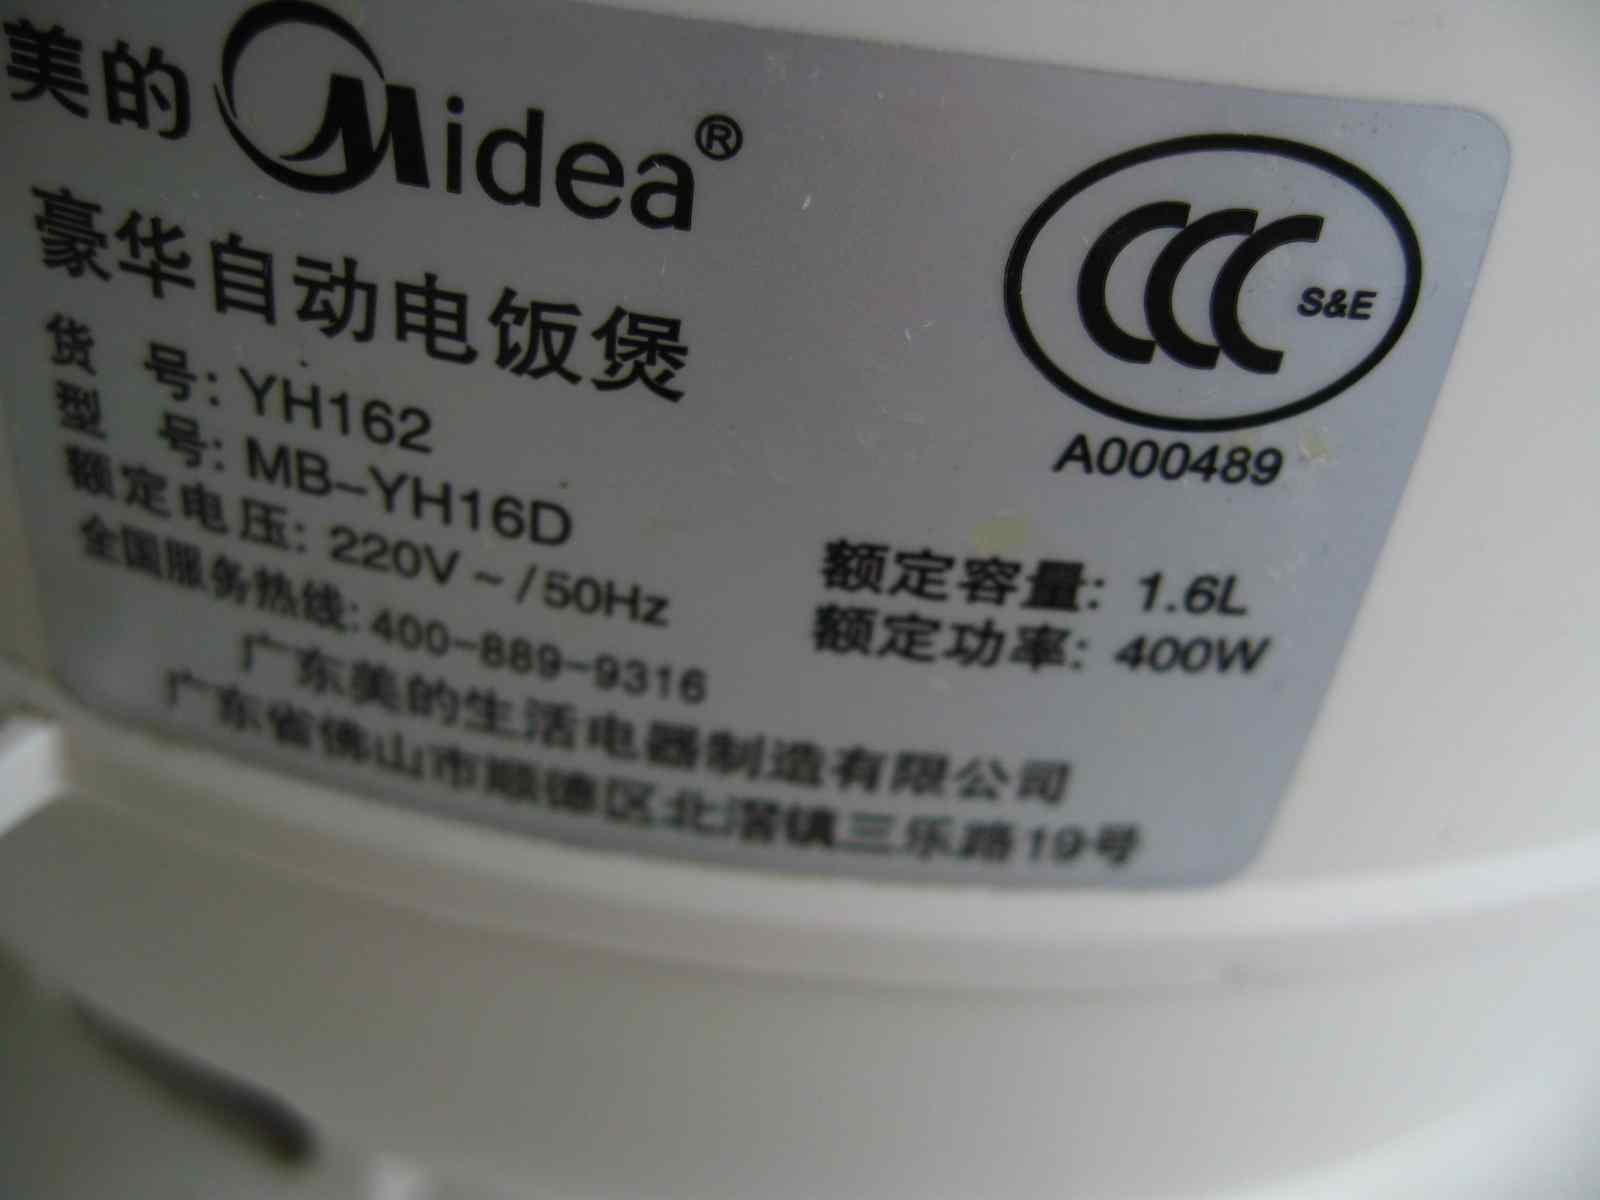 美的 Midea®
豪华自动电饭煲
CCC S&E
A000489
货 号: YH162
型 号: MB-YH16D
额定电压: 220V~/50Hz
额定容量: 1.6L
额定功率: 400W
全国服务热线: 400-889-9316
广东美的生活电器制造有限公司
广东省佛山市顺德区北滘镇三乐路19号